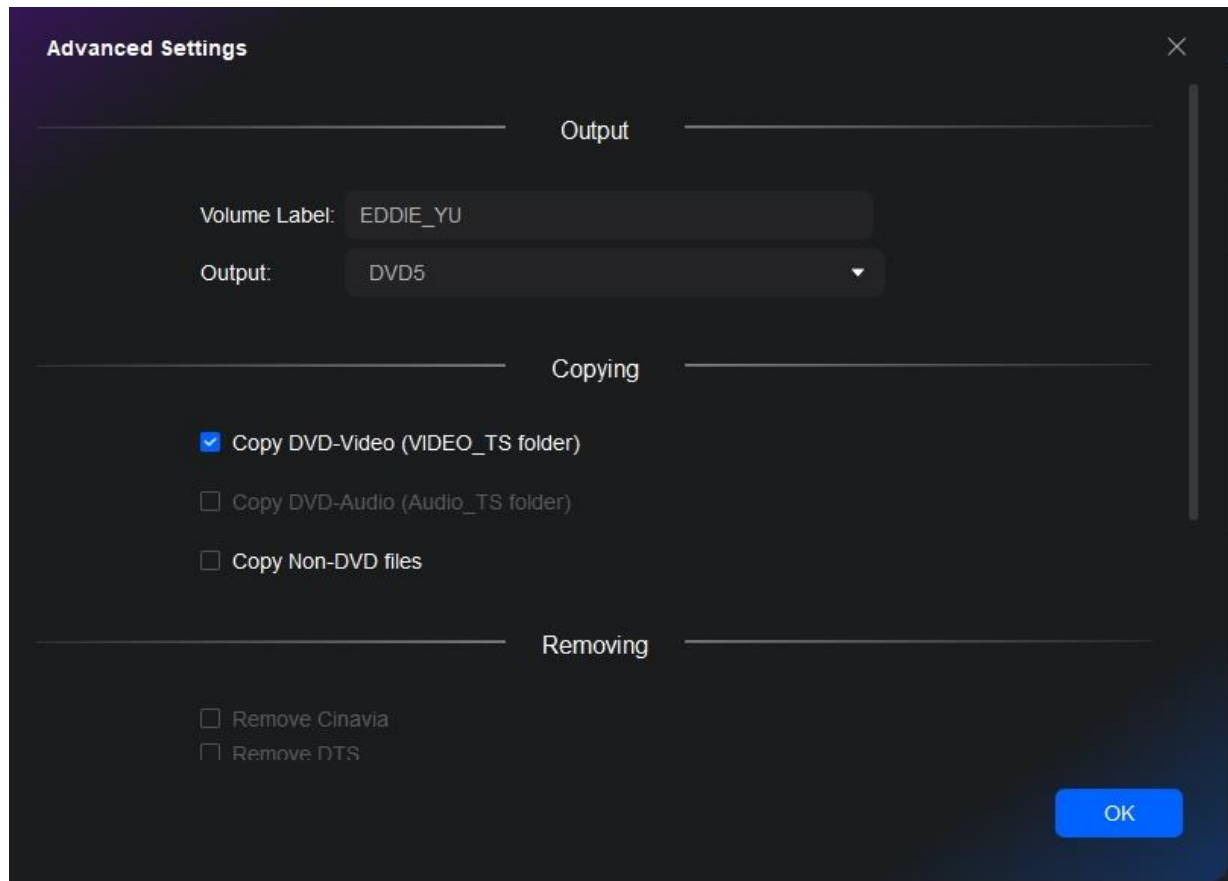 Advanced Settings
Output
Volume Label: EDDIE_YU
Output: DVD5
Copying
Copy DVD-Video (VIDEO_TS folder)
Copy DVD-Audio (Audio_TS folder)
Copy Non-DVD files
Removing
Remove Cinavia
Remove DTS
OK